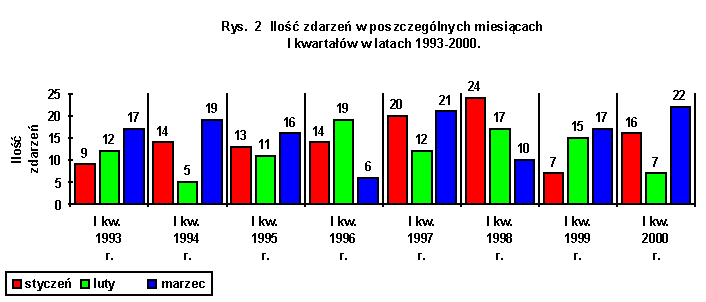 Rys. 2 Ilość zdarzeń w poszczególnych miesiącach
I kwartałów w latach 1993-2000.
Ilość
zdarzeń
25
20
15
10
5
0
9 12 17 14 5 19 13 11 16 14 19 6 20 12 21 24 17 10 7 15 17 16 7 22
I kw. I kw. I kw. I kw. I kw. I kw. I kw. I kw.
1993 1994 1995 1996 1997 1998 1999 2000
r. r. r. r. r. r. r. r.
styczeń luty marzec